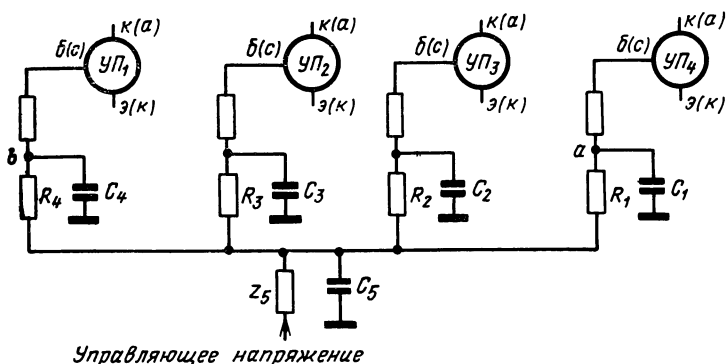 к(а) к(а) к(а) к(а)
б(с) УП₁ б(с) УП₂ б(с) УП₃ б(с) УП₄
э(к) э(к) э(к) э(к)
в а
R₄ C₄ R₃ C₃ R₂ C₂ R₁ C₁
z₅ C₅
Управляющее напряжение